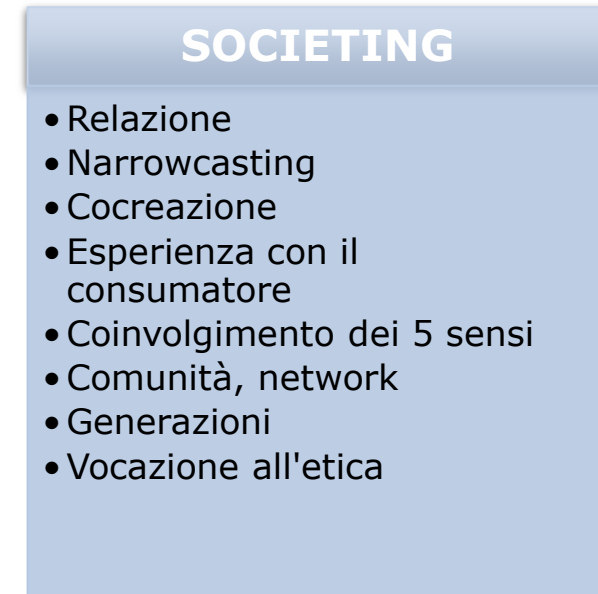 SOCIETING
• Relazione
• Narrowcasting
• Cocreazione
• Esperienza con il
consumatore
• Coinvolgimento dei 5 sensi
• Comunità, network
• Generazioni
• Vocazione all'etica